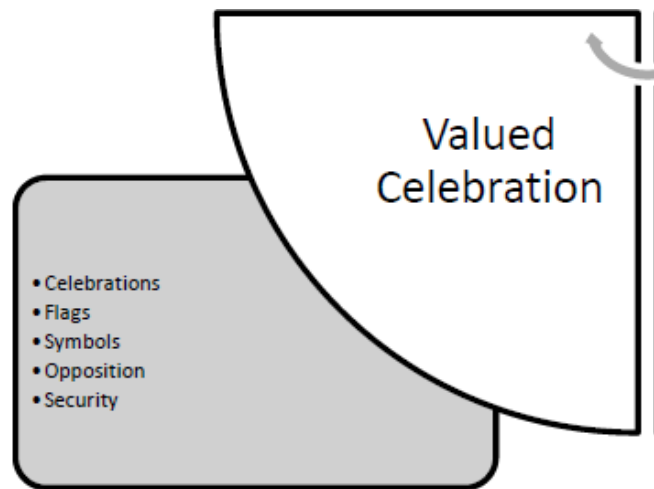 Valued
Celebration
• Celebrations
• Flags
• Symbols
• Opposition
• Security